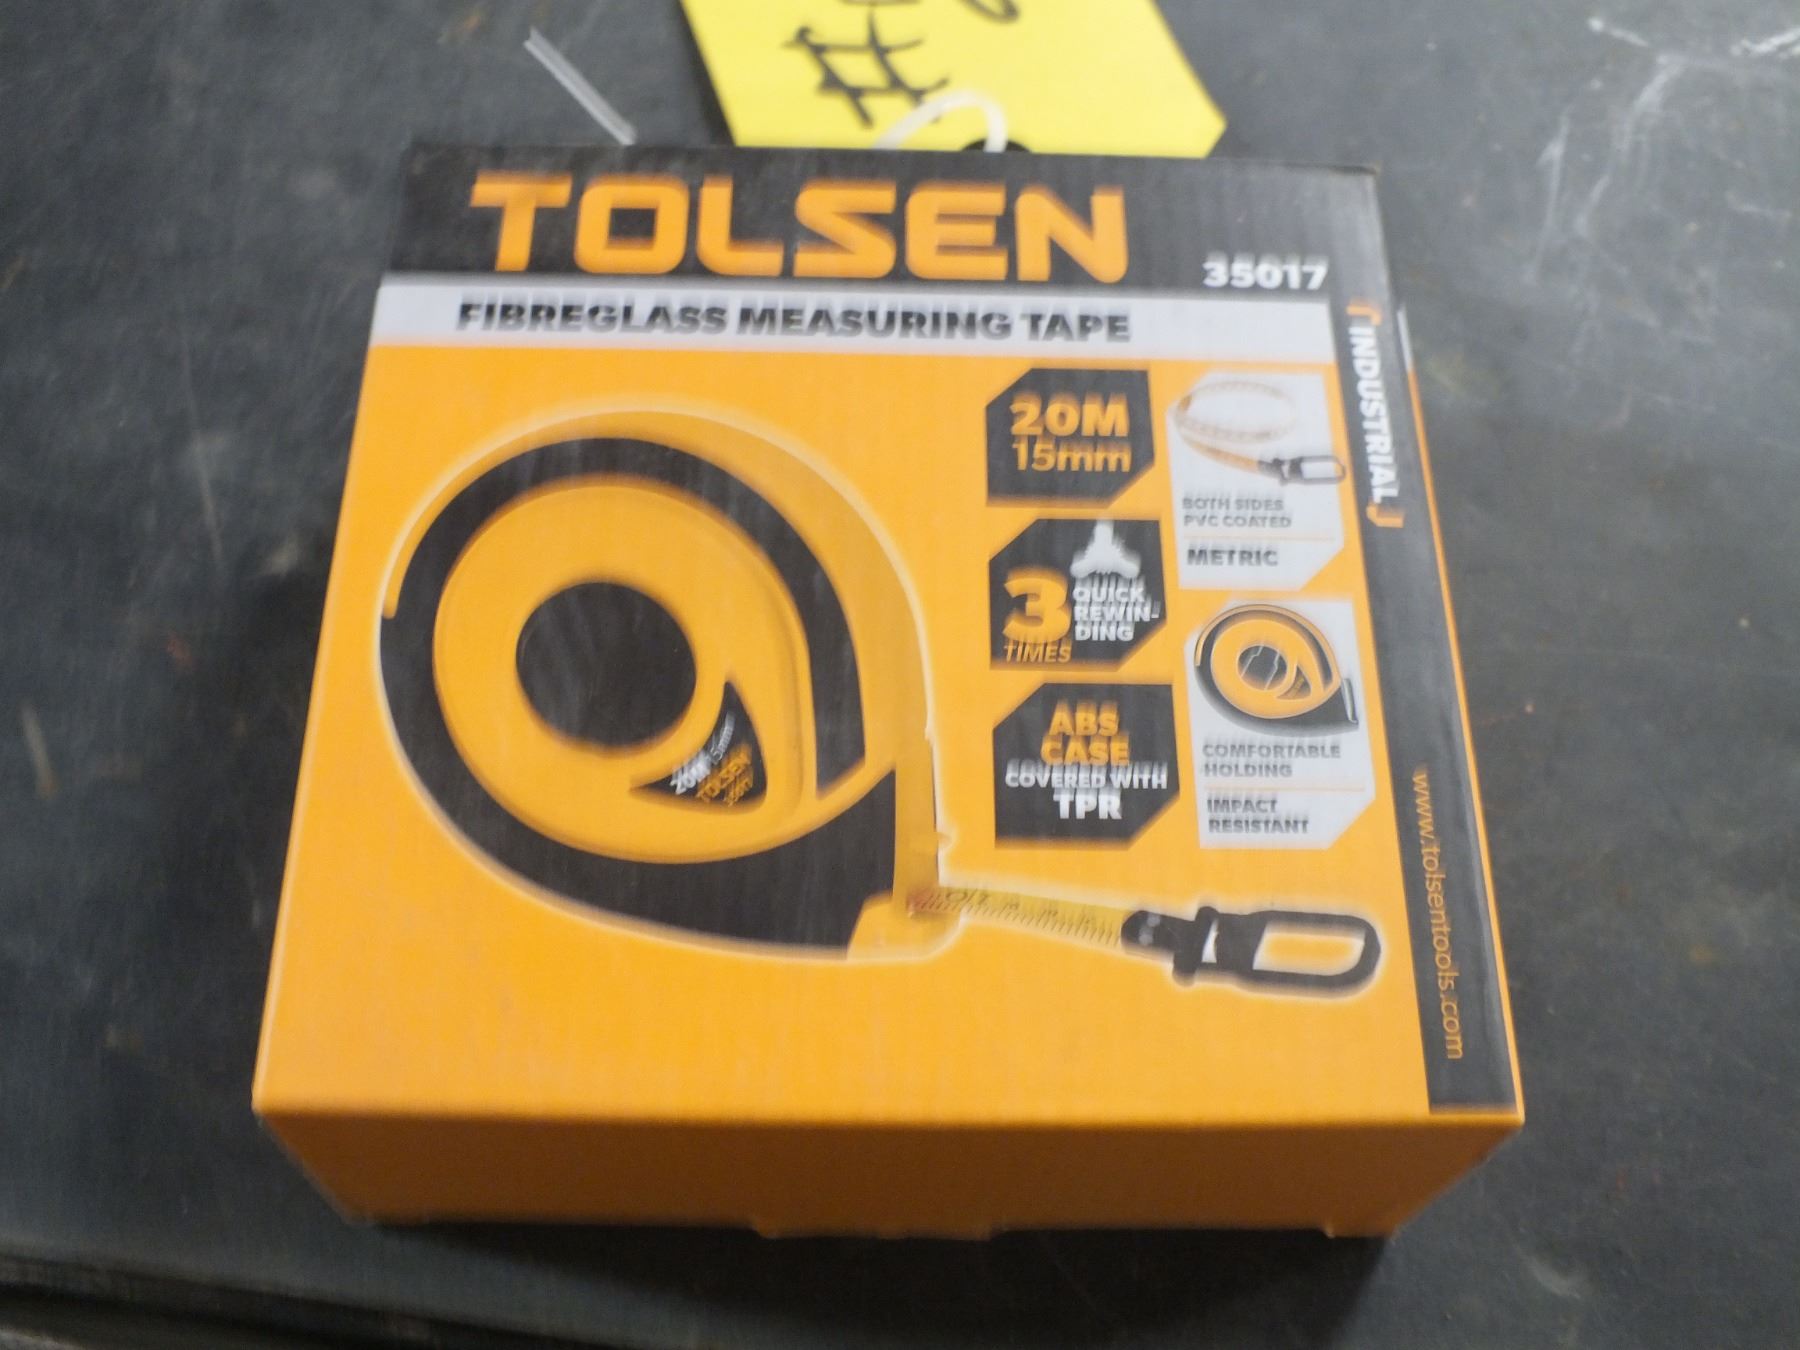 #
TOLSEN
35017
FIBREGLASS MEASURING TAPE
INDUSTRIAL
20M
15mm
BOTH SIDES
PVC COATED
METRIC
3
TIMES
QUICK
REWIN-
DING
ABS
CASE
COVERED WITH
TPR
COMFORTABLE
HOLDING
IMPACT
RESISTANT
TOLSEN
www.tolsentools.com